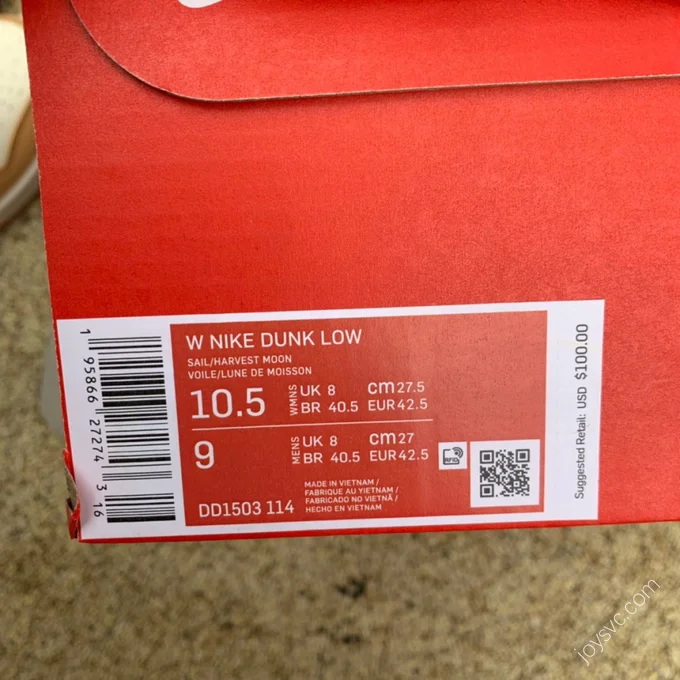 W NIKE DUNK LOW
SAIL/HARVEST MOON
VOILE/LUNE DE MOISSON
10.5 WMNS UK 8 cm 27.5
BR 40.5 EUR 42.5
9 MENS UK 8 cm 27
BR 40.5 EUR 42.5
RFID
DD1503 114
MADE IN VIETNAM /
FABRIQUE AU YIETNAM /
FABRICADO NO VETNÃ /
HECHO EN VIETNAM
1 95866 27274 3 16
Suggested Retail: USD $100.00
joysvc.com